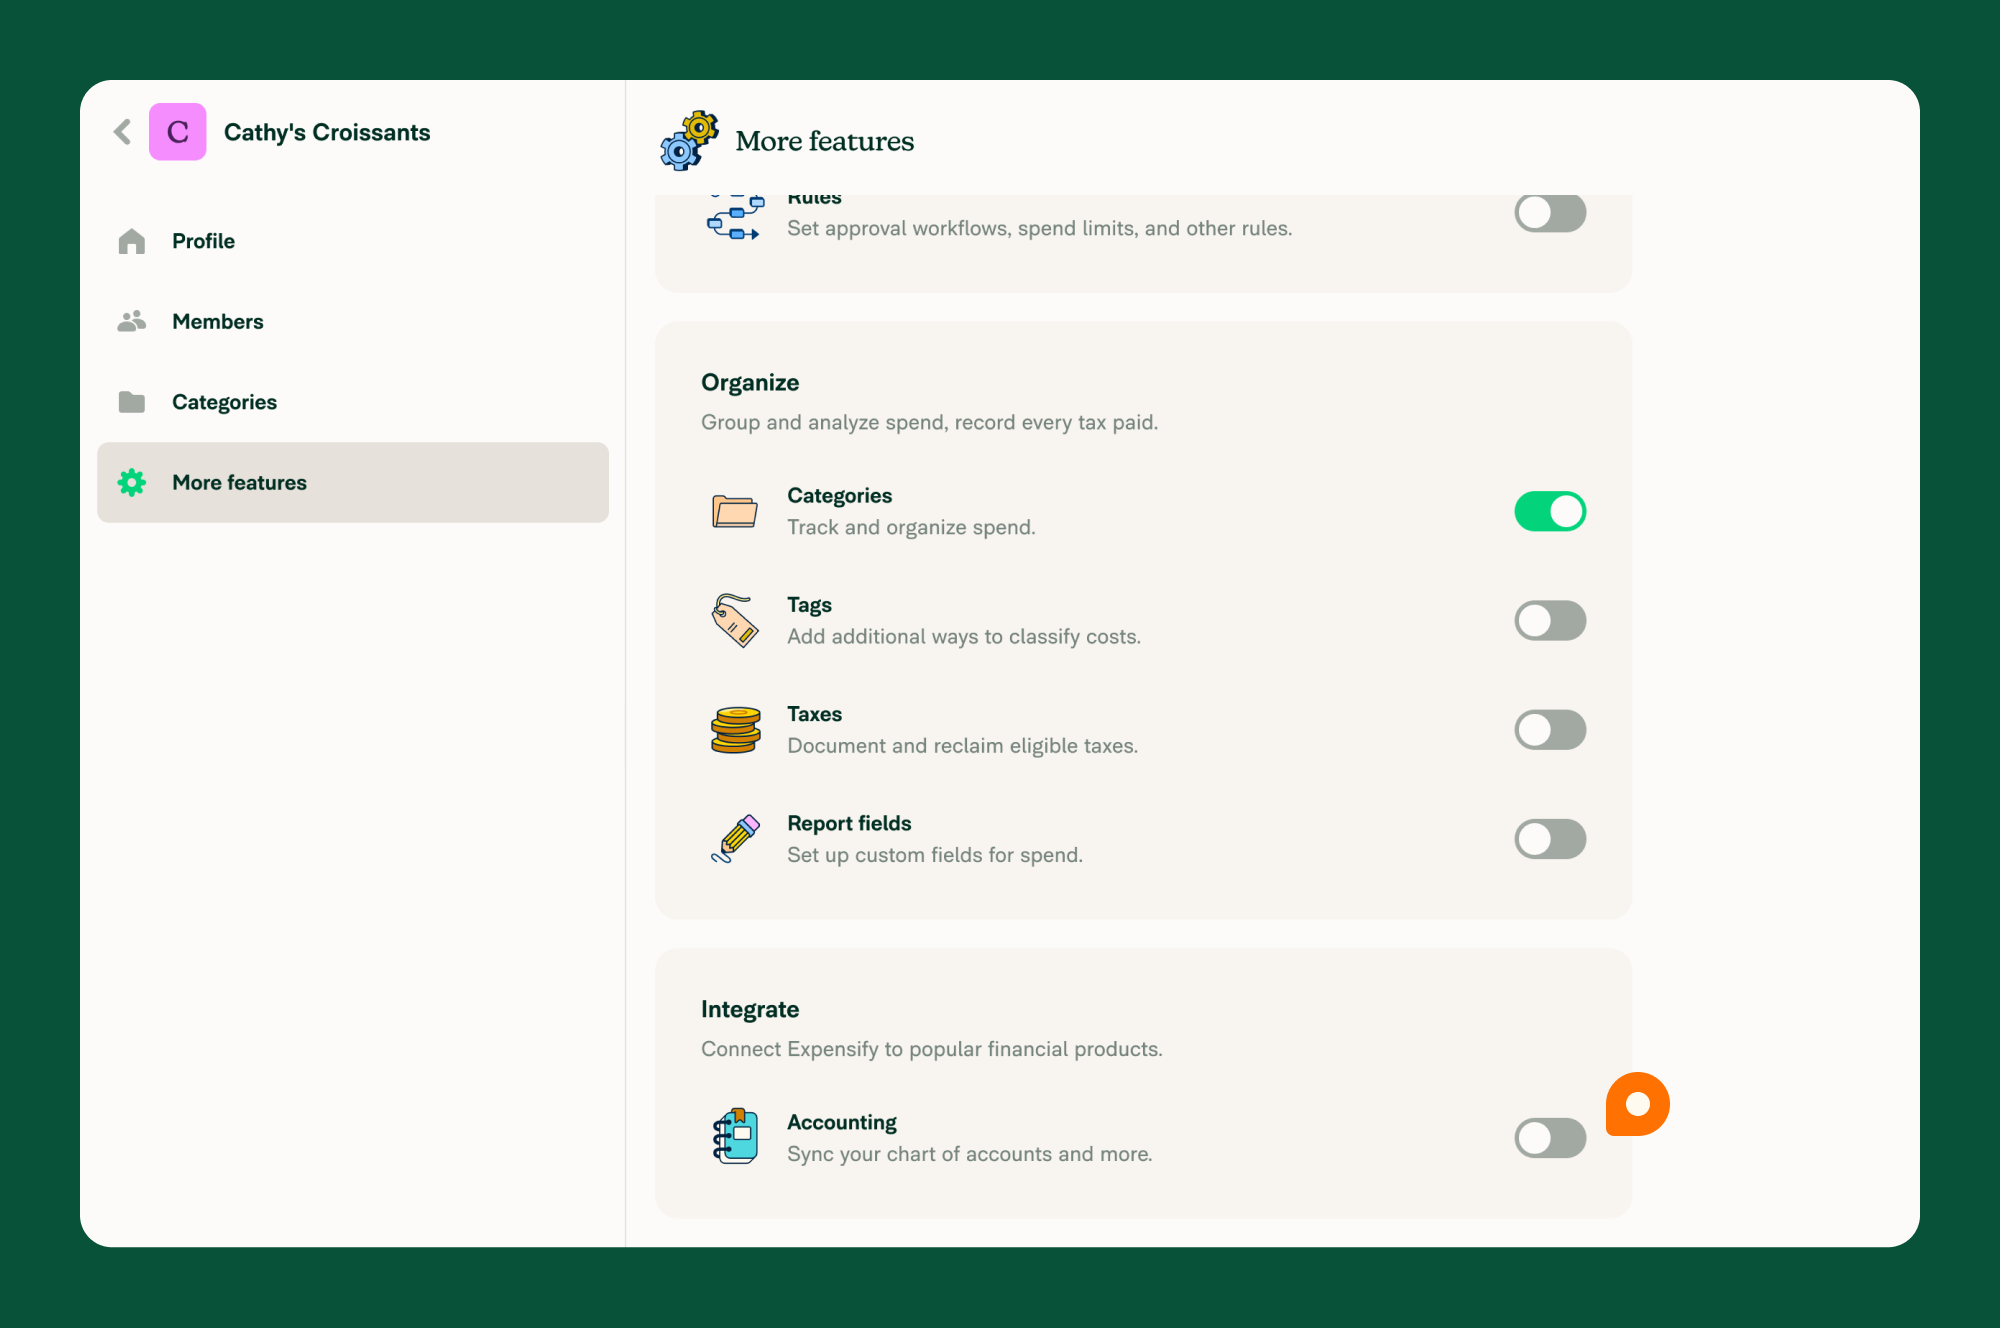 C
Cathy's Croissants
Profile
Members
Categories
More features
More features
Rules
Set approval workflows, spend limits, and other rules.
Organize
Group and analyze spend, record every tax paid.
Categories
Track and organize spend.
Tags
Add additional ways to classify costs.
Taxes
Document and reclaim eligible taxes.
Report fields
Set up custom fields for spend.
Integrate
Connect Expensify to popular financial products.
Accounting
Sync your chart of accounts and more.